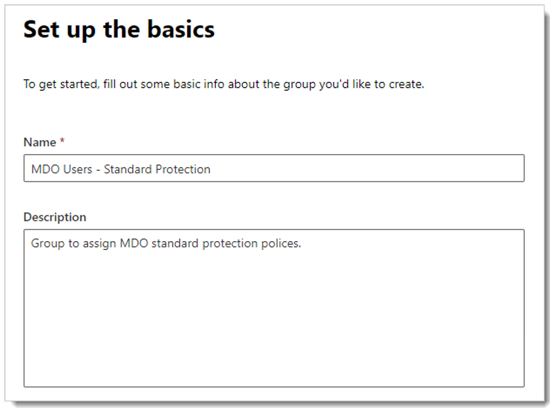 Set up the basics
To get started, fill out some basic info about the group you'd like to create.
Name *
MDO Users - Standard Protection
Description
Group to assign MDO standard protection polices.